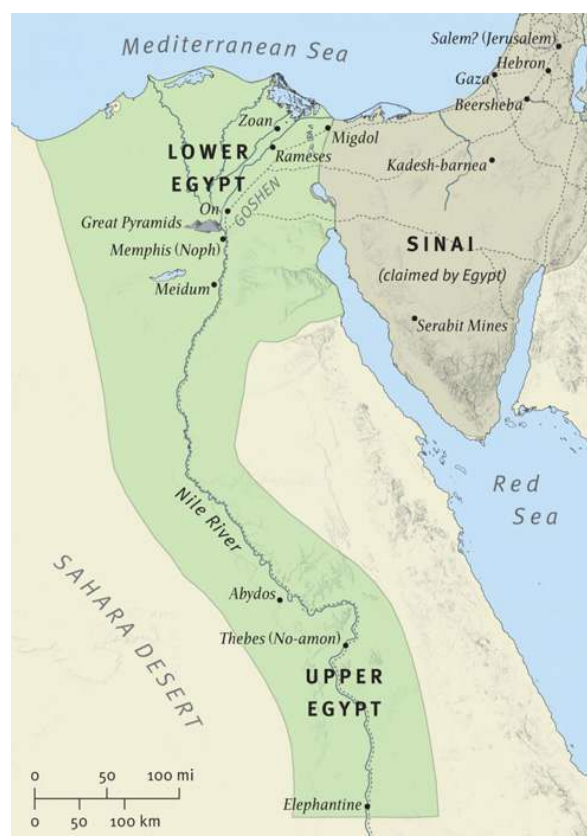 Mediterranean Sea
Salem? (Jerusalem)
Hebron
Gaza
Beersheba
Zoan
Migdol
LOWER
EGYPT
Rameses
Kadesh-barnea
On
GOSHEN
Great Pyramids
Memphis (Noph)
SINAI
(claimed by Egypt)
Meidum
Serabit Mines
Red
Sea
Nile River
SAHARA DESERT
Abydos
Thebes (No-amon)
UPPER
EGYPT
0 50 100 mi
0 50 100 km
Elephantine